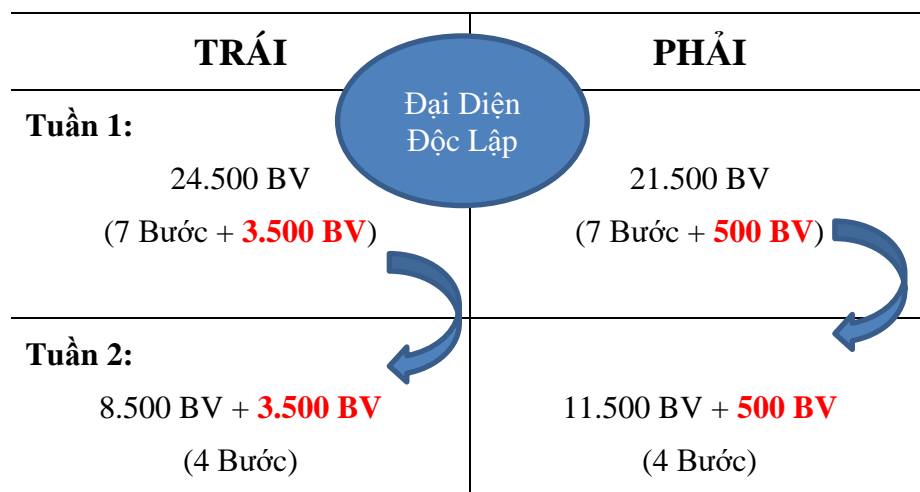 TRÁI
PHẢI
Đại Diện
Độc Lập
Tuần 1:
24.500 BV
21.500 BV
(7 Bước + 3.500 BV)
(7 Bước + 500 BV)
Tuần 2:
8.500 BV + 3.500 BV
11.500 BV + 500 BV
(4 Bước)
(4 Bước)